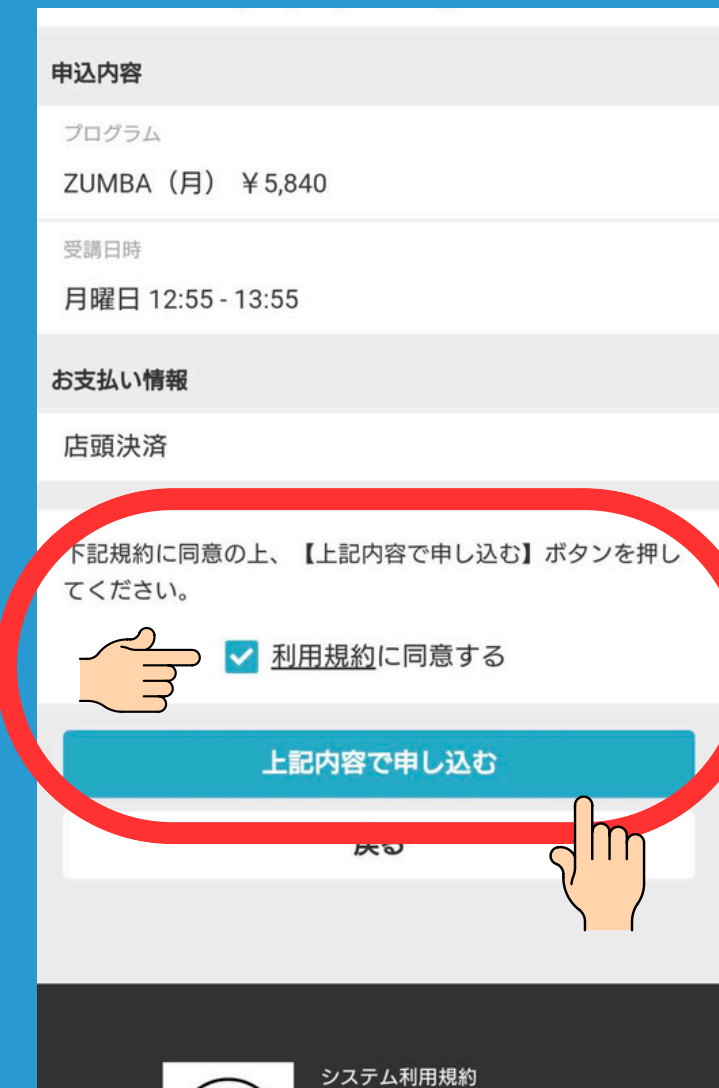 申込内容
プログラム
ZUMBA（月） ￥5,840
受講日時
月曜日 12:55 - 13:55
お支払い情報
店頭決済
下記規約に同意の上、【上記内容で申し込む】ボタンを押し
てください。
利用規約に同意する
上記内容で申し込む
戻る
システム利用規約